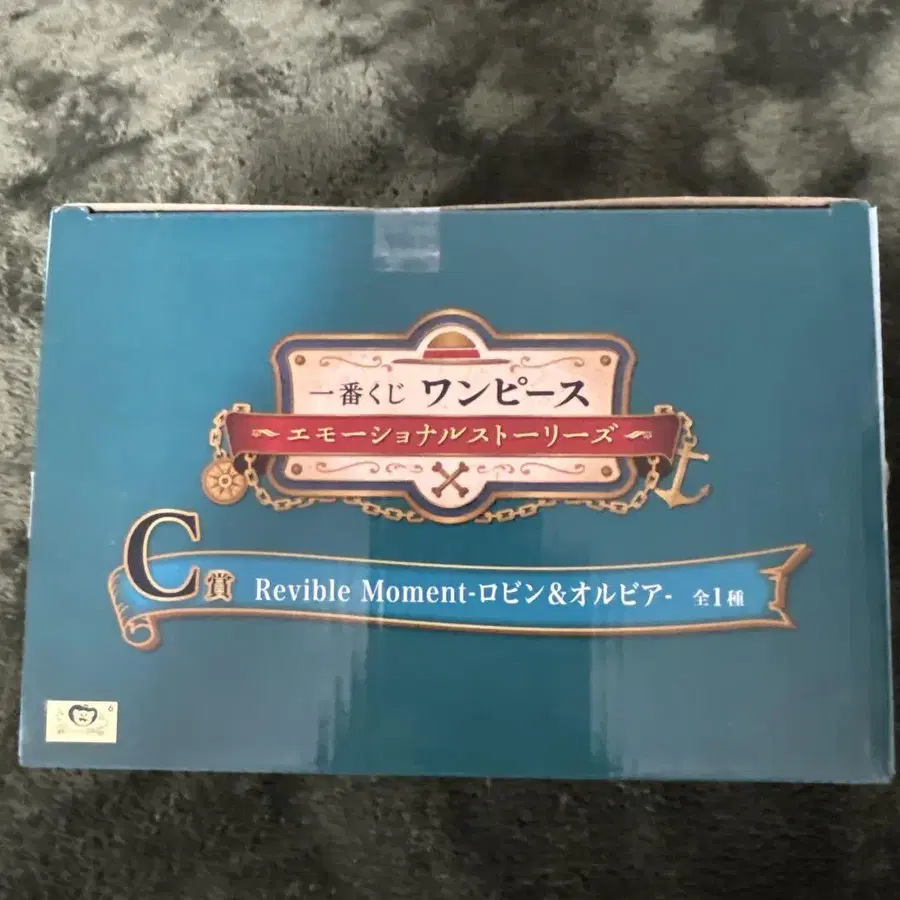 一番くじ ワンピース
エモーショナルストーリーズ
C賞 Revible Moment-ロビン&オルビア- 全1種
6